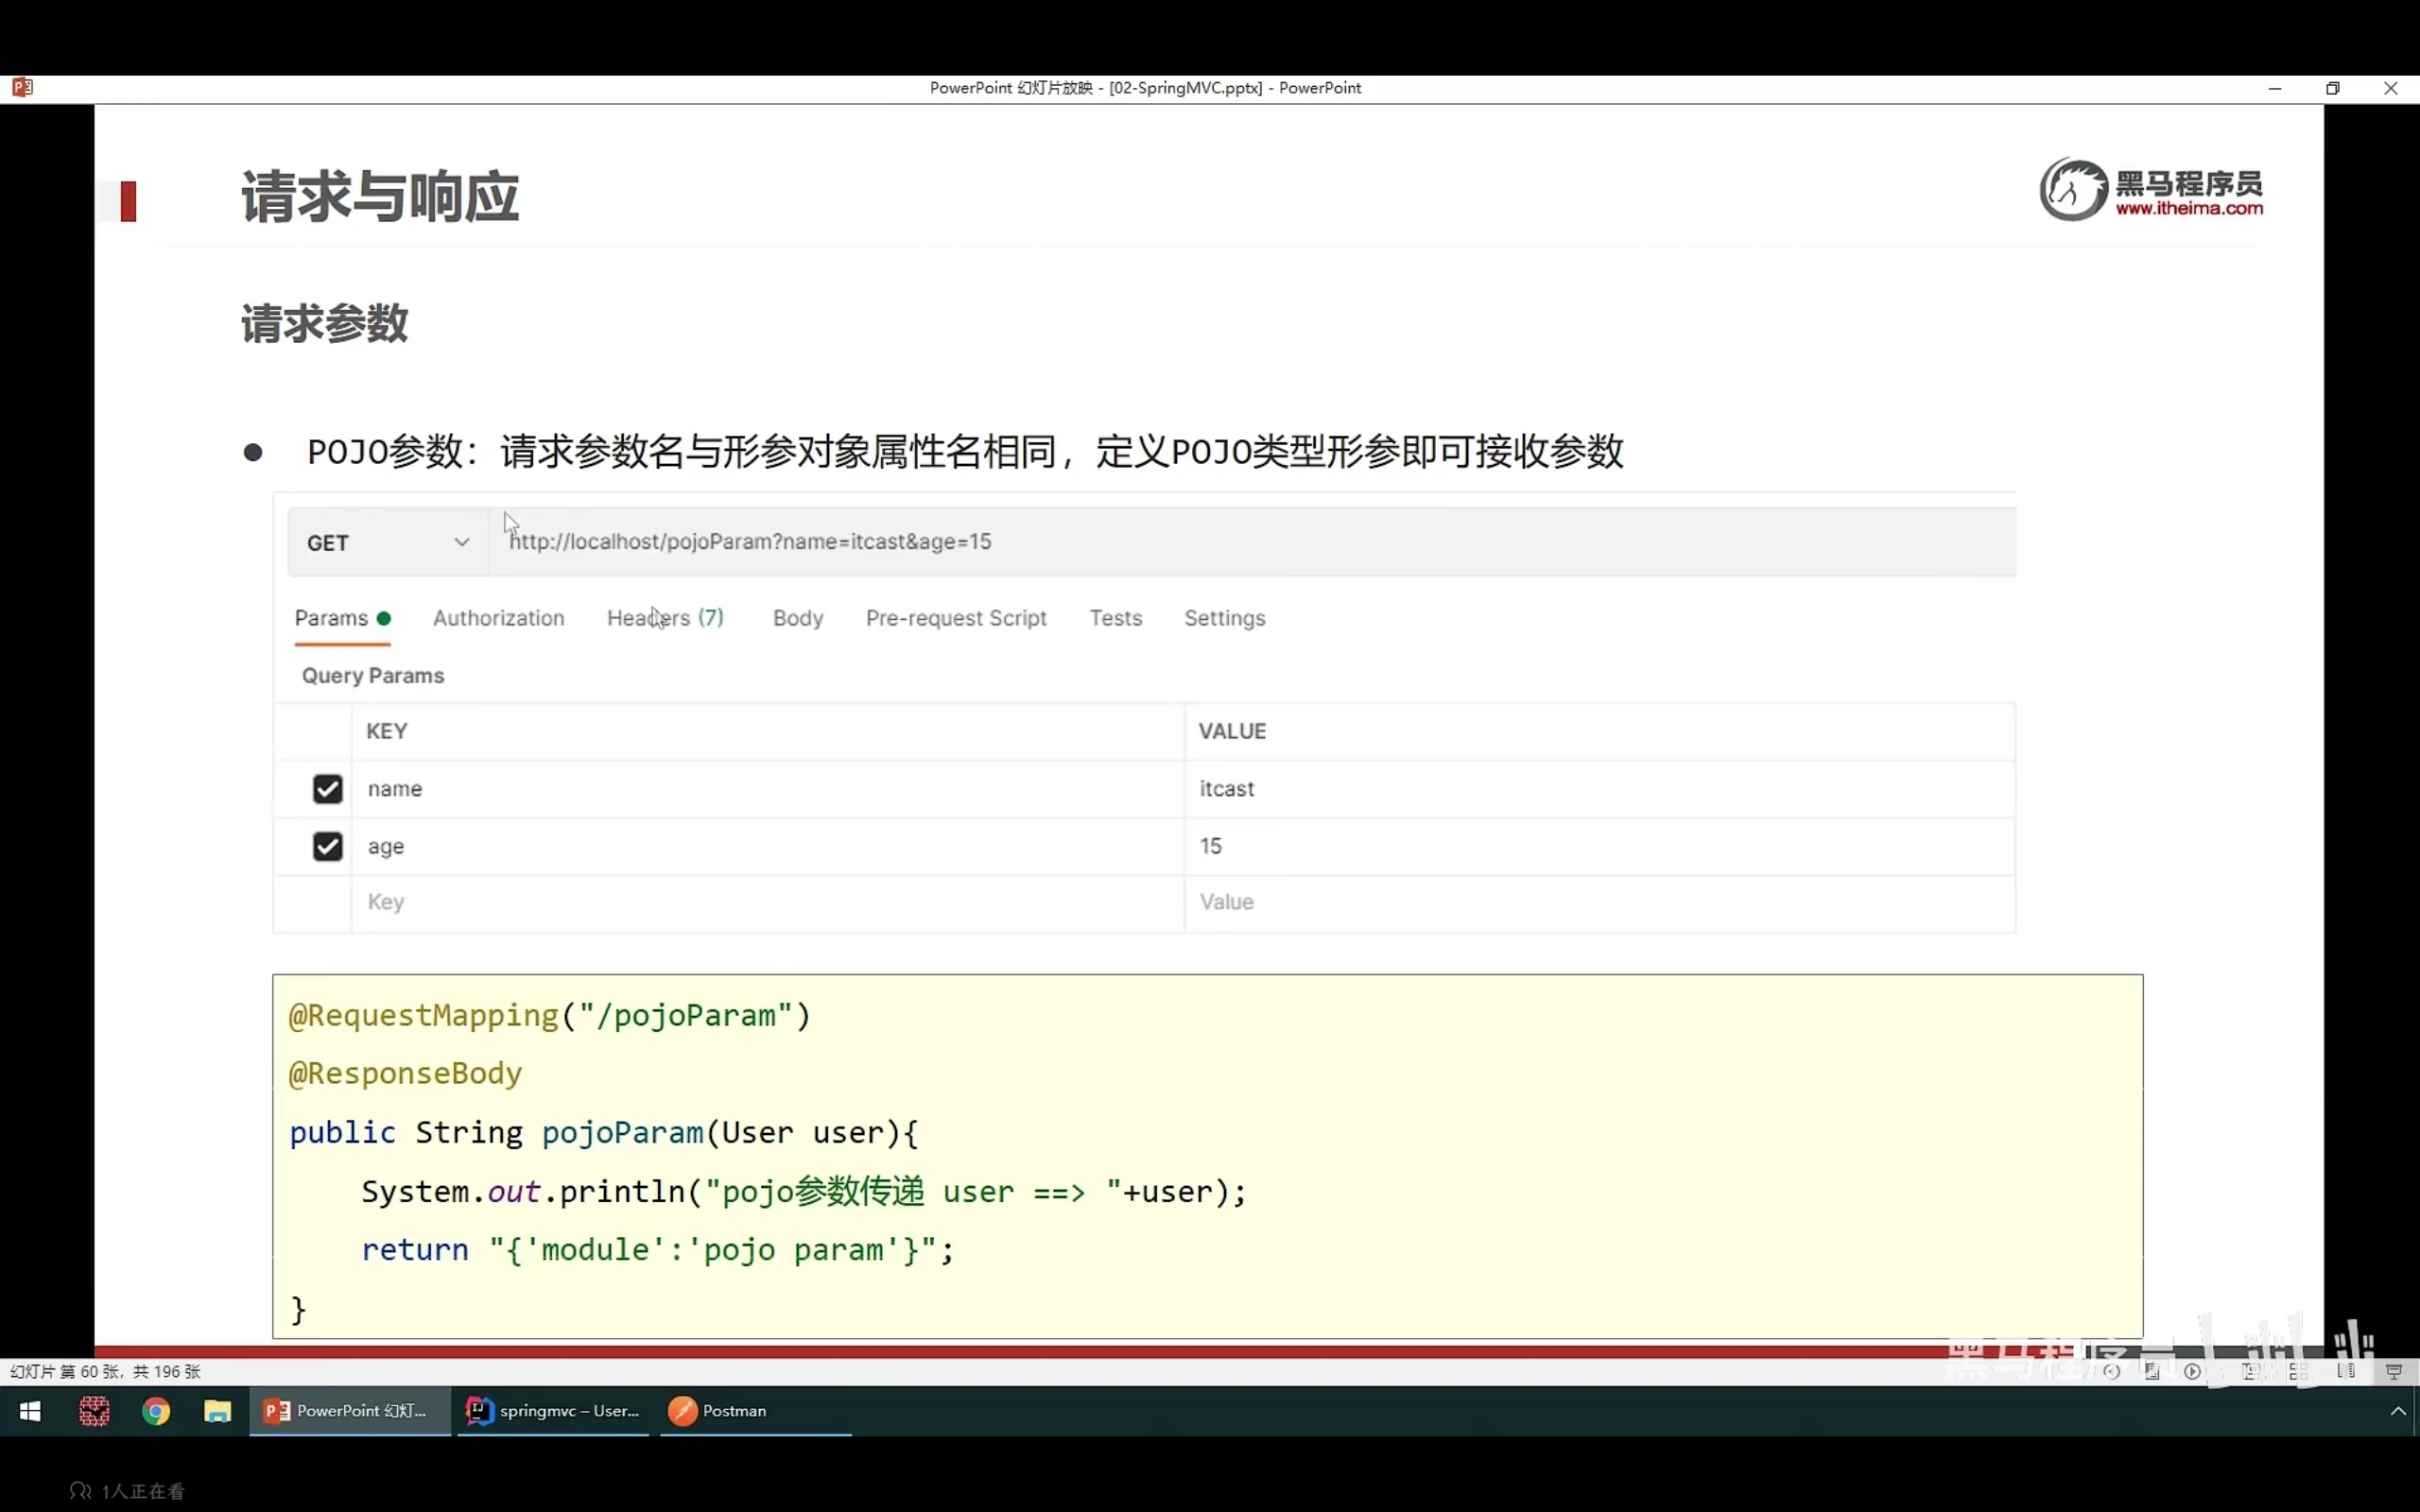 PowerPoint 幻灯片放映 - [02-SpringMVC.pptx] - PowerPoint
请求与响应
黑马程序员
www.itheima.com
请求参数
● POJO参数：请求参数名与形参对象属性名相同，定义POJO类型形参即可接收参数
GET http://localhost/pojoParam?name=itcast&age=15
Params Authorization Headers (7) Body Pre-request Script Tests Settings
Query Params
KEY VALUE
name itcast
age 15
Key Value
@RequestMapping("/pojoParam")
@ResponseBody
public String pojoParam(User user){
    System.out.println("pojo参数传递 user ==> "+user);
    return "{'module':'pojo param'}";
}
黑马程序员
幻灯片 第 60 张，共 196 张
PowerPoint 幻灯... springmvc – User... Postman
1人正在看